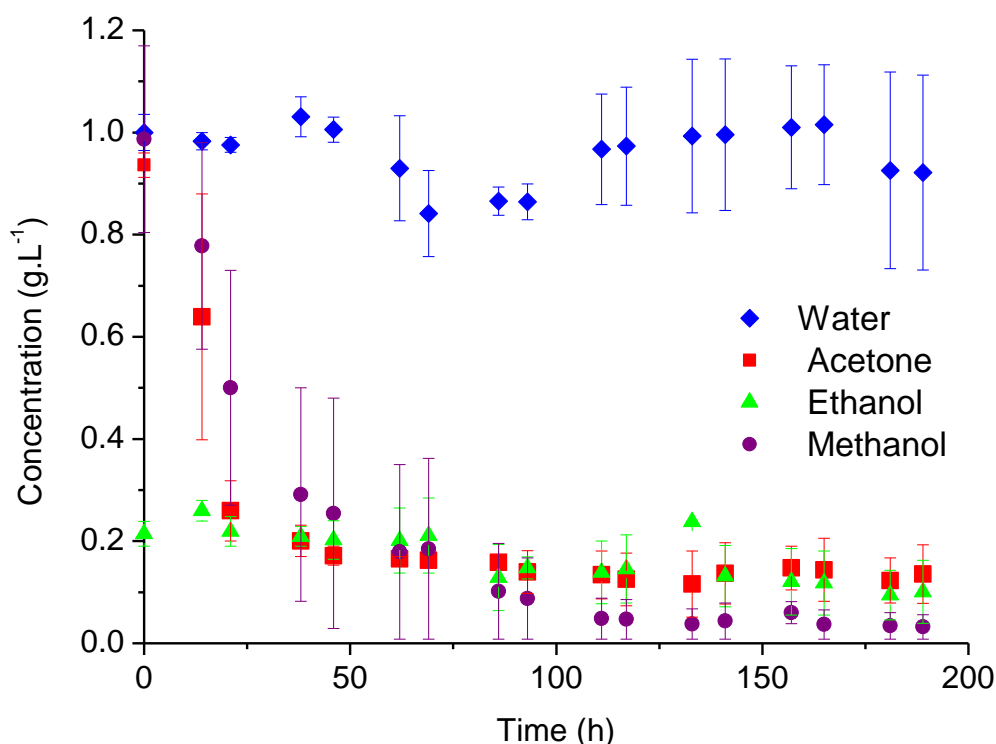 1.2
1.0
0.8
0.6
0.4
0.2
0.0
Concentration (g.L⁻¹)
Water
Acetone
Ethanol
Methanol
0 50 100 150 200
Time (h)